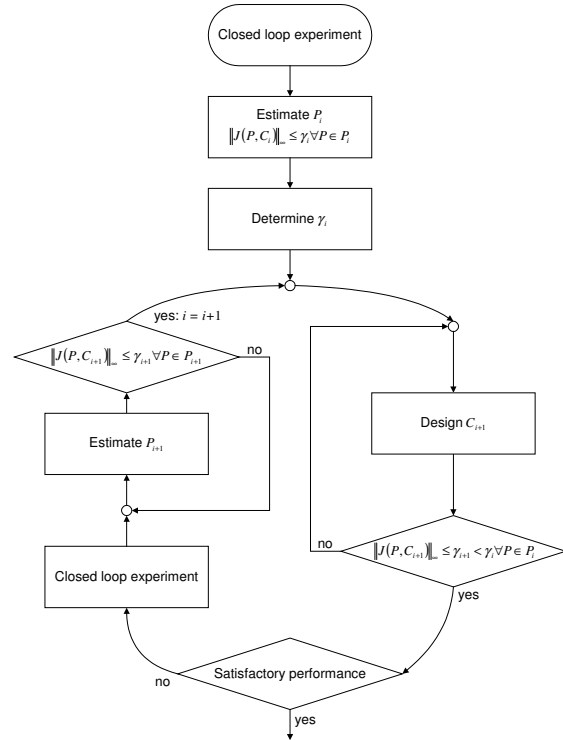 Closed loop experiment
Estimate P_i
‖J(P,C_i)‖_∞ ≤ γ_i ∀P ∈ P_i
Determine γ_i
yes: i = i+1
‖J(P,C_{i+1})‖_∞ ≤ γ_{i+1} ∀P ∈ P_{i+1}
no
Design C_{i+1}
Estimate P_{i+1}
‖J(P,C_{i+1})‖_∞ ≤ γ_{i+1} < γ_i ∀P ∈ P_i
no
yes
Closed loop experiment
Satisfactory performance
no
yes